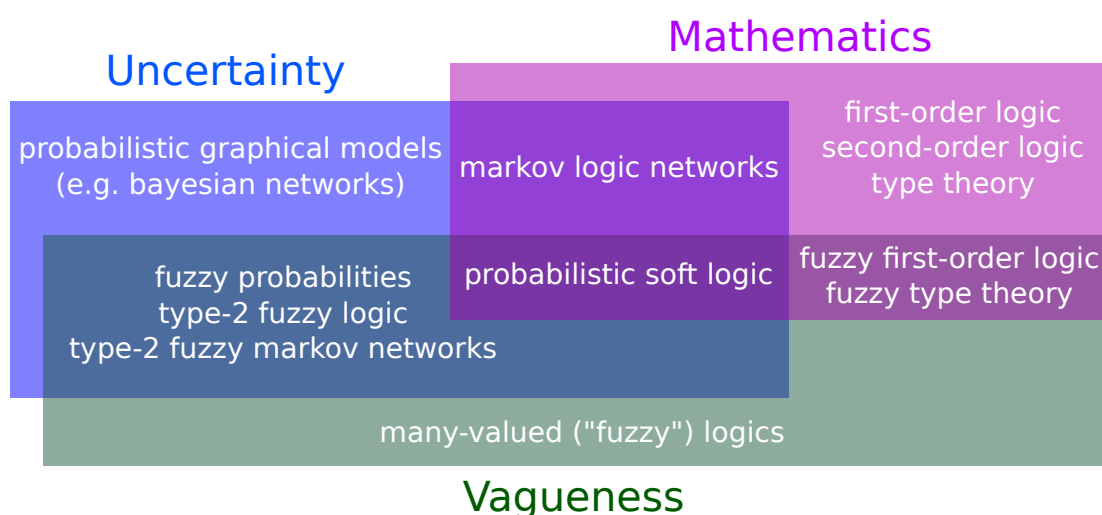 Mathematics
Uncertainty
first-order logic
second-order logic
type theory
probabilistic graphical models
(e.g. bayesian networks)
markov logic networks
fuzzy first-order logic
fuzzy type theory
probabilistic soft logic
fuzzy probabilities
type-2 fuzzy logic
type-2 fuzzy markov networks
many-valued ("fuzzy") logics
Vagueness